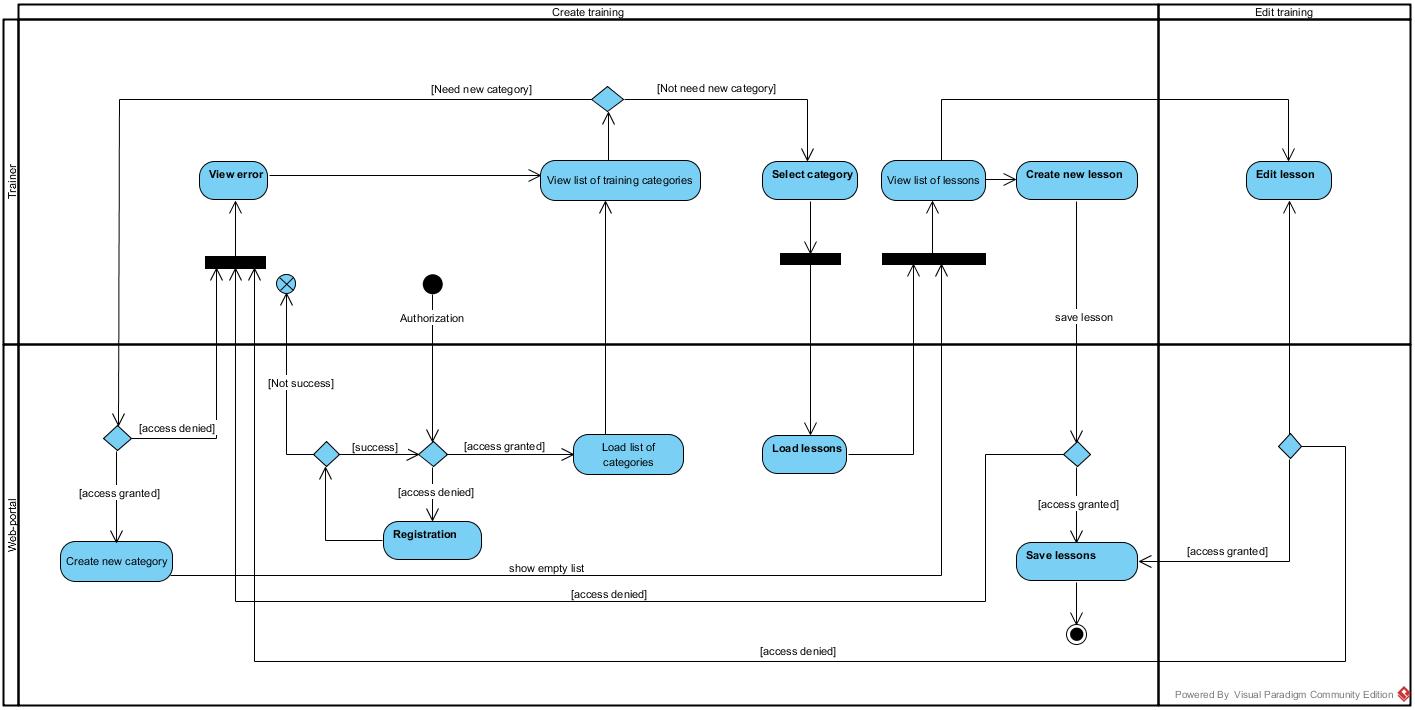 Create training
Edit training
Trainer
[Need new category]
[Not need new category]
View error
View list of training categories
Select category
View list of lessons
Create new lesson
Edit lesson
Authorization
save lesson
Web-portal
[Not success]
[access denied]
[success]
[access granted]
Load list of
categories
Load lessons
[access denied]
[access granted]
[access granted]
Registration
Create new category
show empty list
Save lessons
[access granted]
[access denied]
[access denied]
Powered By Visual Paradigm Community Edition